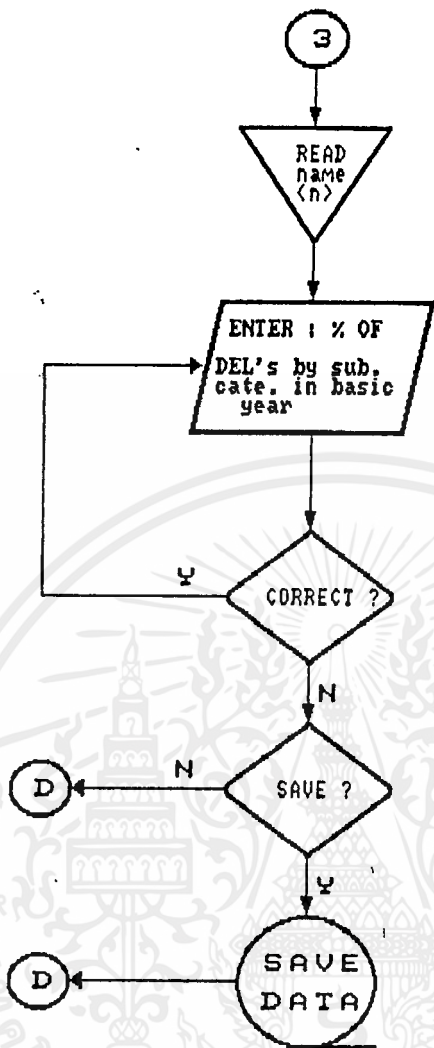 3
READ
name
<n>
ENTER : % OF
DEL's by sub.
cate. in basic
year
Y
CORRECT ?
N
N
D
SAVE ?
Y
SAVE
D
DATA